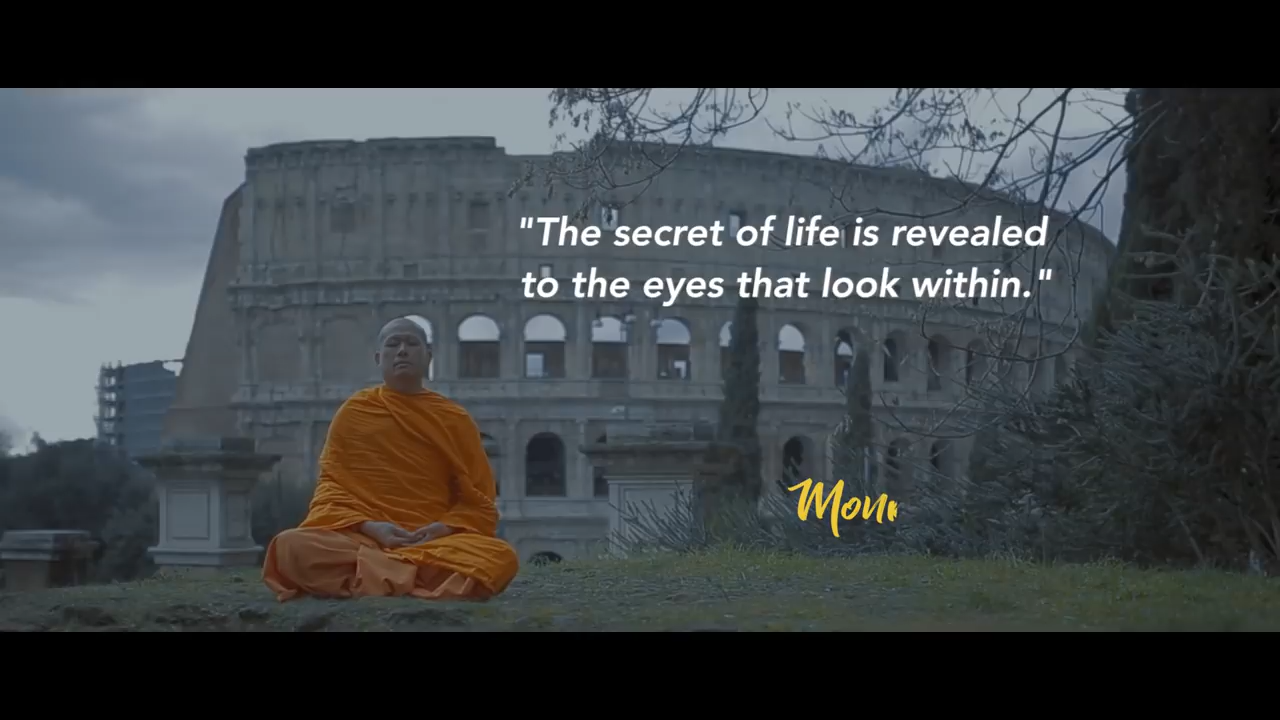 "The secret of life is revealed
to the eyes that look within."